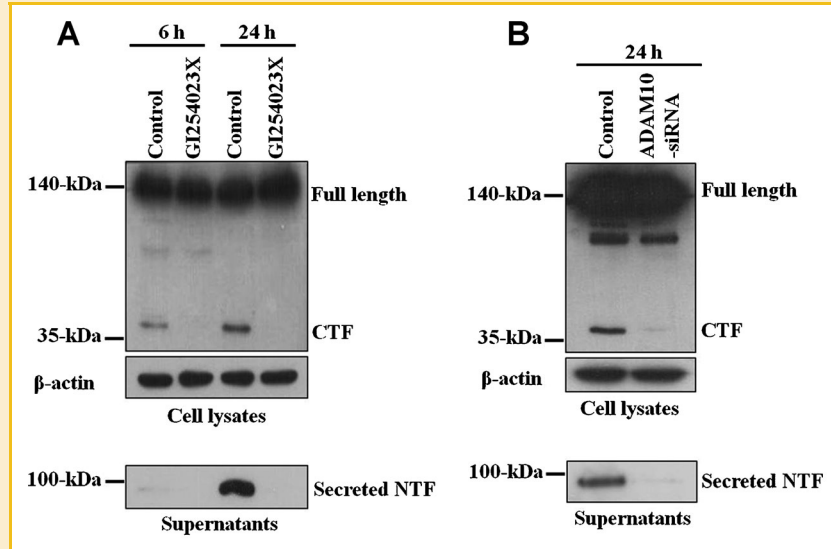 A
6 h
24 h
Control
GI254023X
Control
GI254023X
140-kDa
Full length
35-kDa
CTF
β-actin
Cell lysates
100-kDa
Secreted NTF
Supernatants
B
24 h
Control
ADAM10
-siRNA
140-kDa
Full length
35-kDa
CTF
β-actin
Cell lysates
100-kDa
Secreted NTF
Supernatants